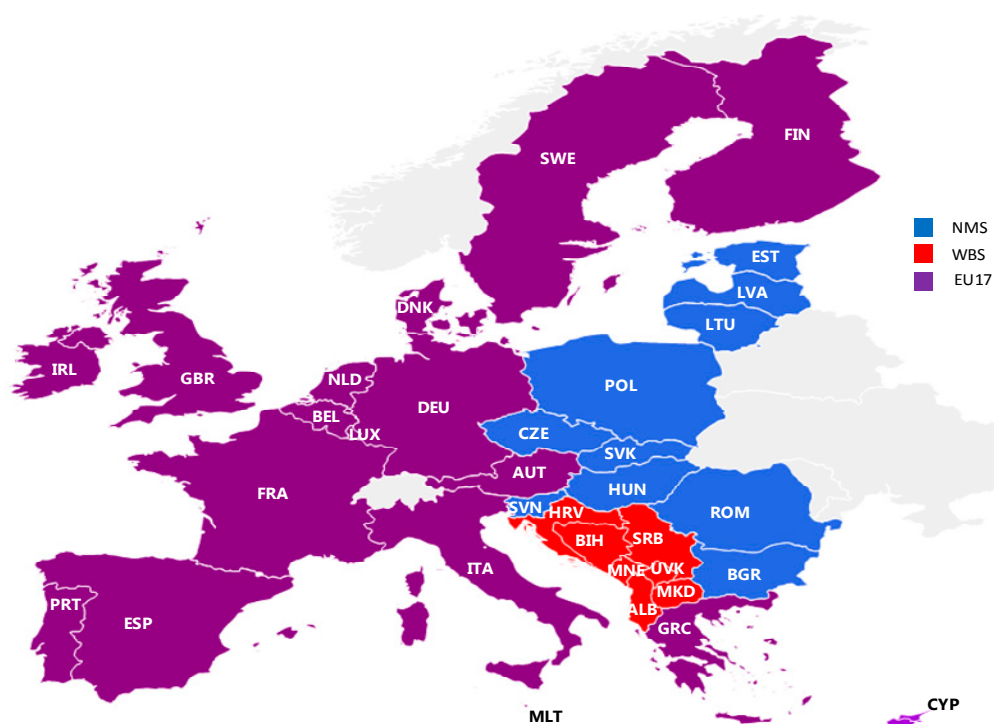 FIN
SWE
NMS
EST
WBS
EU17
LVA
DNK
LTU
IRL
GBR
NLD
POL
DEU
BEL
LUX
CZE
SVK
AUT
HUN
FRA
SVN
HRV
ROM
BIH
SRB
ITA
MNE
UVK
BGR
MKD
PRT
ALB
ESP
GRC
CYP
MLT